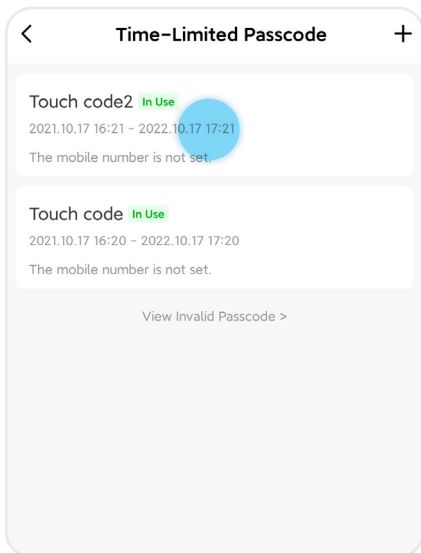 Time-Limited Passcode
Touch code2 In Use
2021.10.17 16:21 - 2022.10.17 17:21
The mobile number is not set.
Touch code In Use
2021.10.17 16:20 - 2022.10.17 17:20
The mobile number is not set.
View Invalid Passcode >